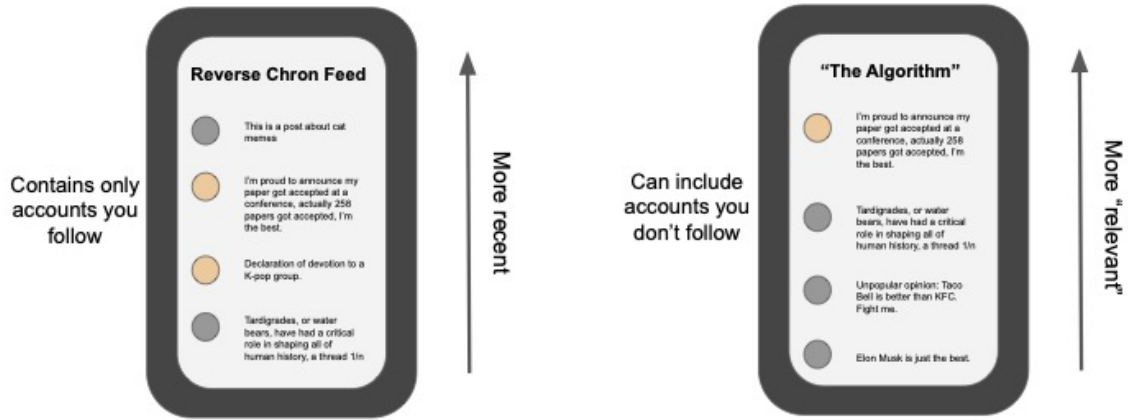 Reverse Chron Feed
This is a post about cat
memes
I'm proud to announce my
paper got accepted at a
conference, actually 258
papers got accepted, I'm
the best.
Declaration of devotion to a
K-pop group.
Tardigrades, or water
bears, have had a critical
role in shaping all of
human history, a thread 1/n
Contains only
accounts you
follow
More recent
“The Algorithm”
I'm proud to announce my
paper got accepted at a
conference, actually 258
papers got accepted, I'm
the best.
Tardigrades, or water
bears, have had a critical
role in shaping all of
human history, a thread 1/n
Unpopular opinion: Taco
Bell is better than KFC.
Fight me.
Elon Musk is just the best.
Can include
accounts you
don't follow
More “relevant”